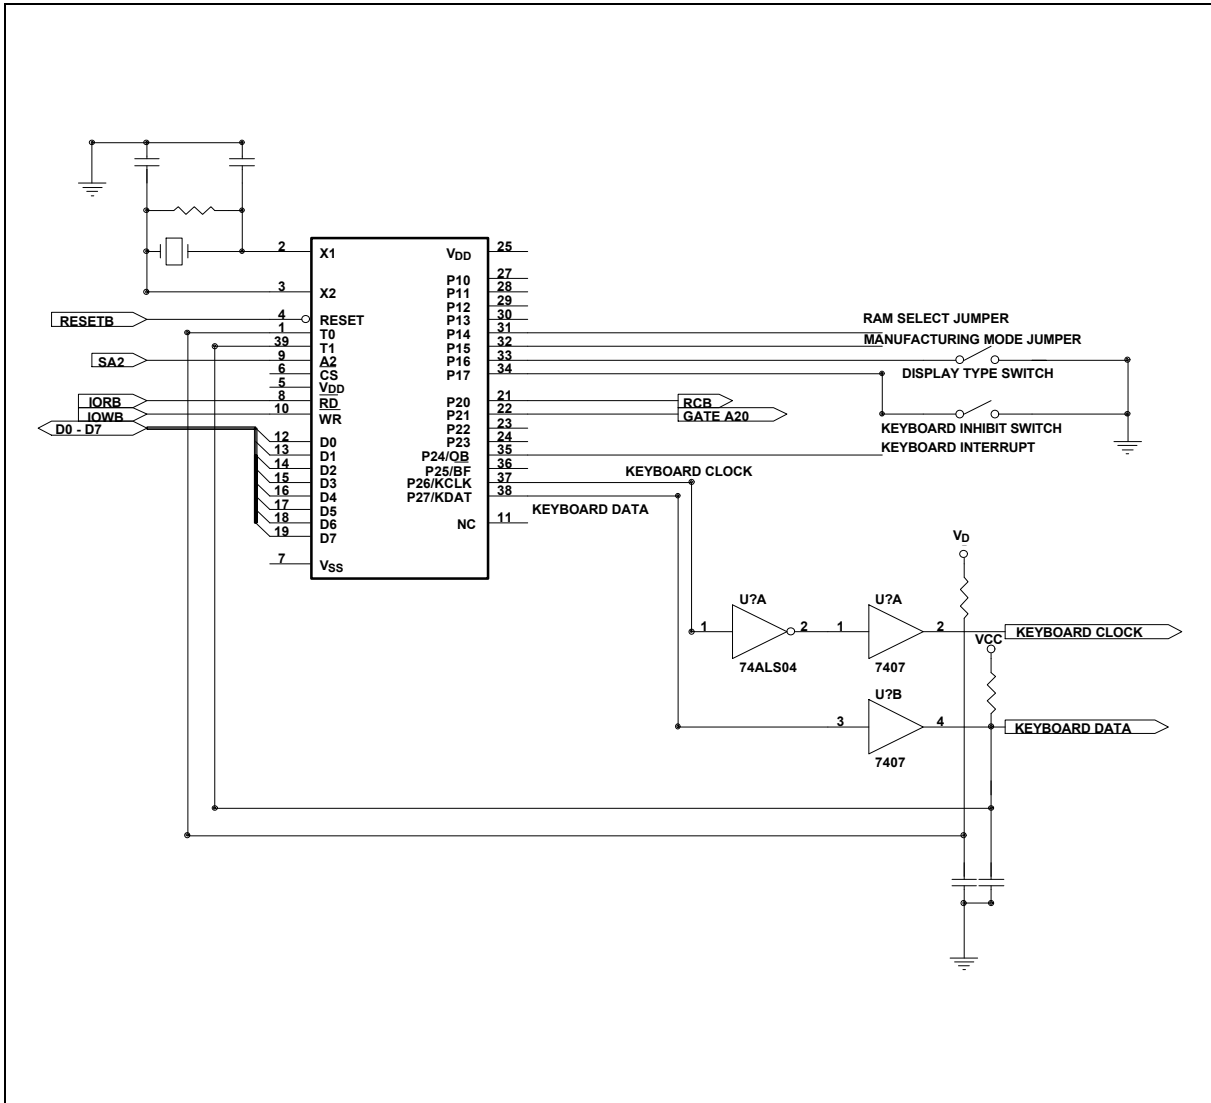 2 X1 VDD 25
P10 27
3 X2 P11 28
P12 29
RESETB 4 RESET P13 30
1 T0 P14 31 RAM SELECT JUMPER
39 T1 P15 32 MANUFACTURING MODE JUMPER
SA2 9 A2 P16 33
6 CS P17 34 DISPLAY TYPE SWITCH
5 VDD
IORB 8 RD P20 21 RCB
IOWB 10 WR P21 22 GATE A20
D0 - D7 P22 23
12 D0 P23 24 KEYBOARD INHIBIT SWITCH
13 D1 P24/OB 35 KEYBOARD INTERRUPT
14 D2 P25/BF 36 KEYBOARD CLOCK
15 D3 P26/KCLK 37
16 D4 P27/KDAT 38
17 D5 KEYBOARD DATA
18 D6 NC 11
19 D7
7 VSS
VD
U?A U?A
1 2 1 2 KEYBOARD CLOCK
VCC
74ALS04 7407
U?B
3 4 KEYBOARD DATA
7407